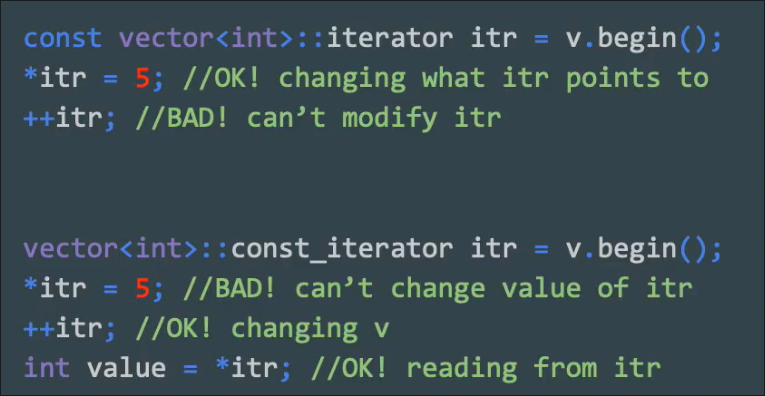 const vector<int>::iterator itr = v.begin();
*itr = 5; //OK! changing what itr points to
++itr; //BAD! can’t modify itr
vector<int>::const_iterator itr = v.begin();
*itr = 5; //BAD! can’t change value of itr
++itr; //OK! changing v
int value = *itr; //OK! reading from itr